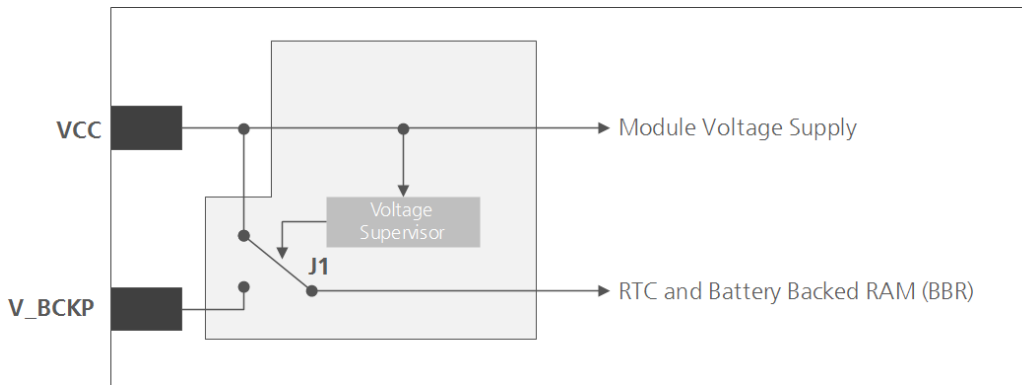 VCC
Module Voltage Supply
Voltage
Supervisor
J1
V_BCKP
RTC and Battery Backed RAM (BBR)